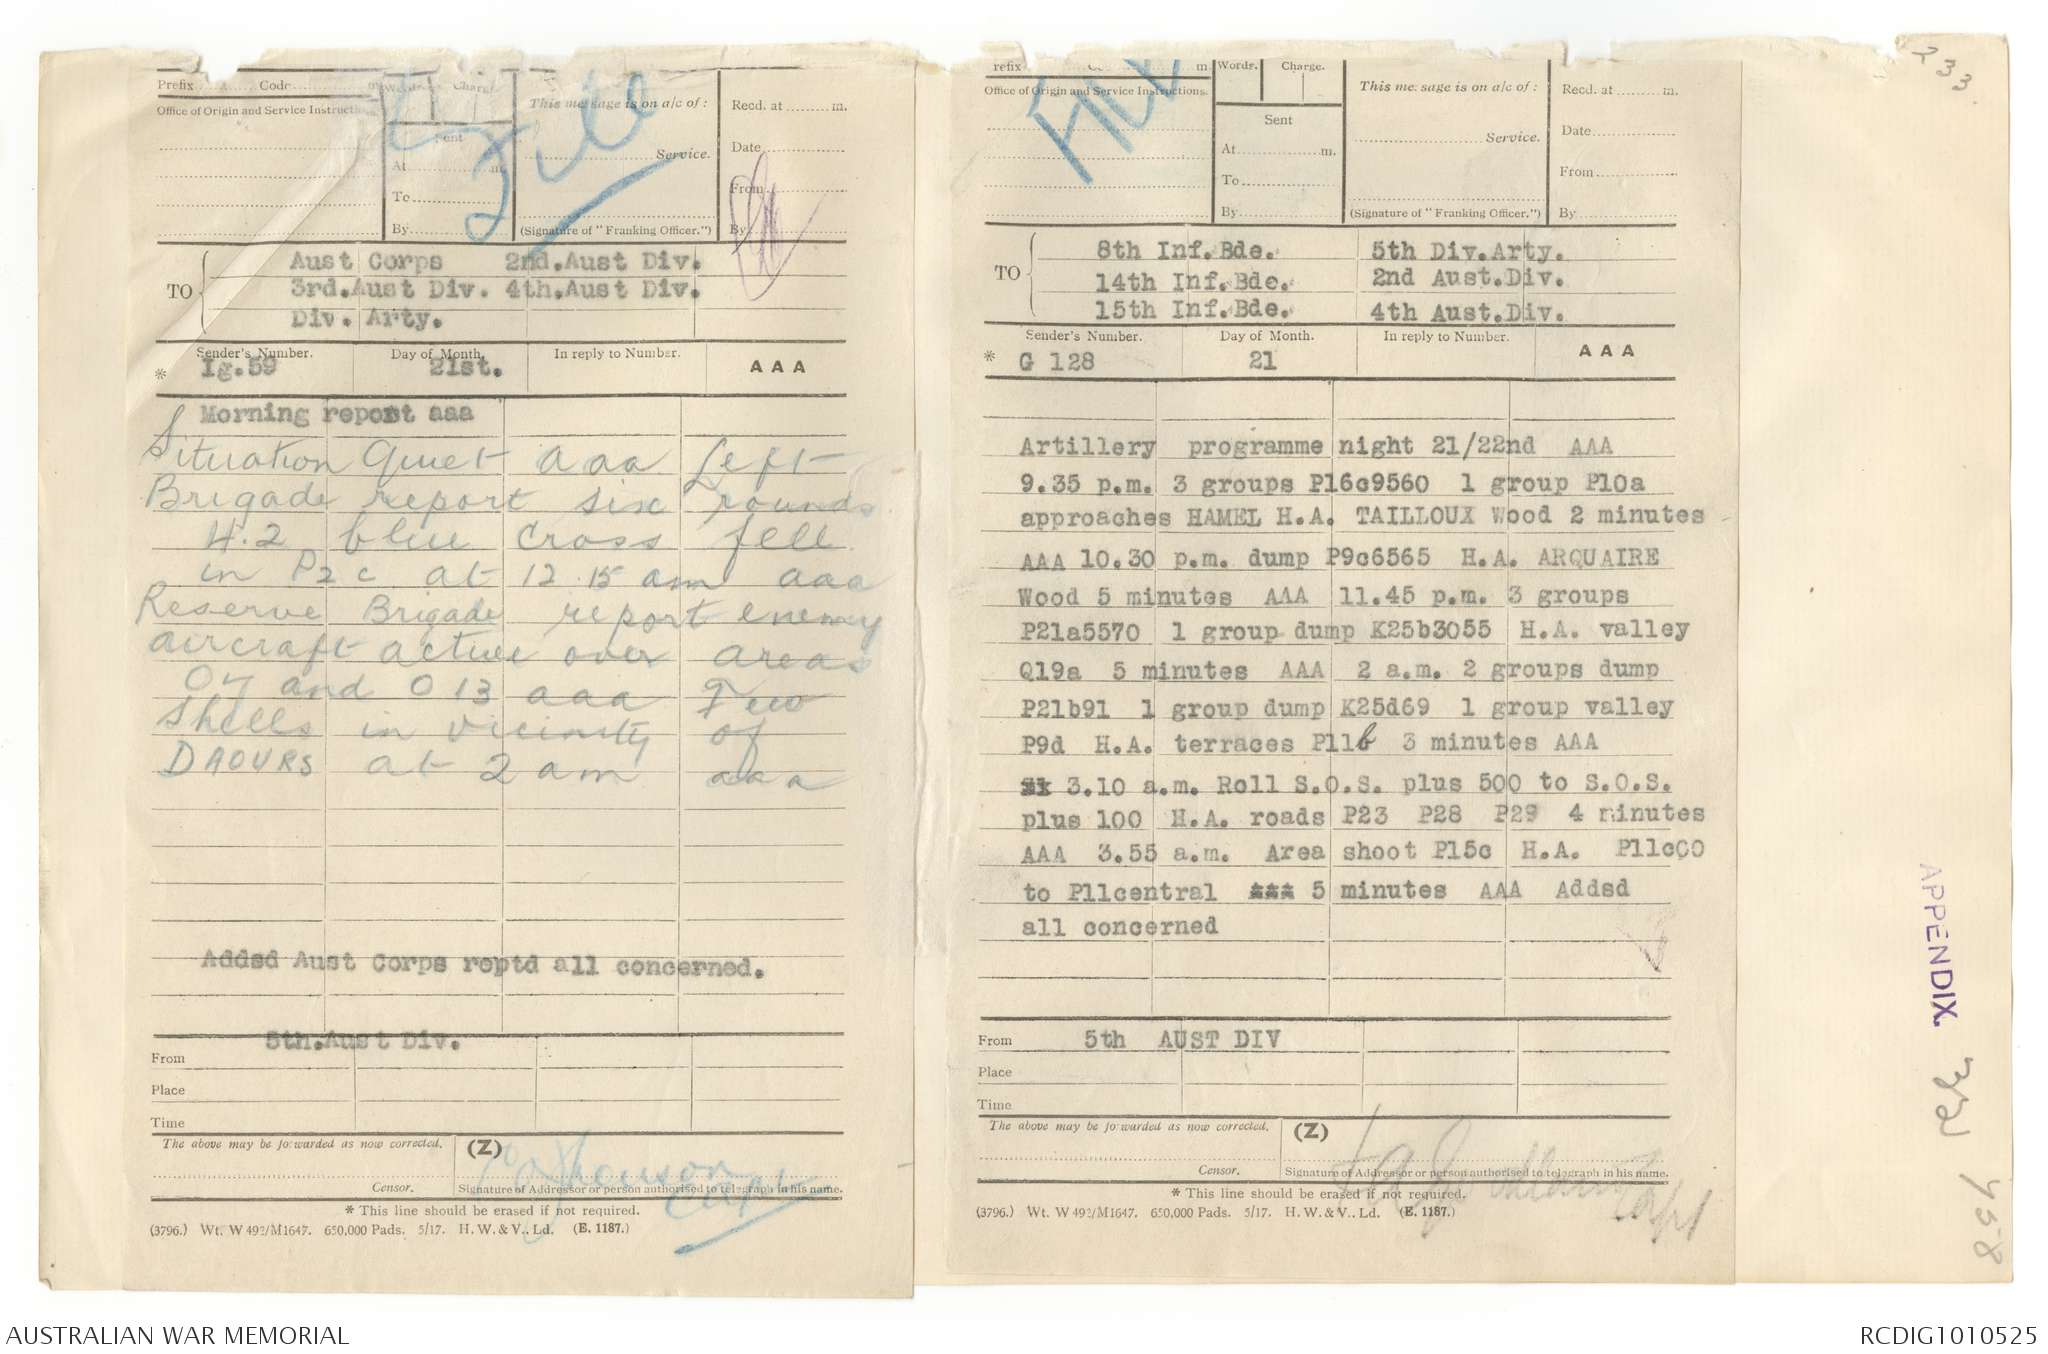 Prefix Code m
Words. Charge.
This message is on a/c of :
Recd. at m.
Office of Origin and Service Instructions.
File
Sent
Service.
Date
At m.
From
To
By
(Signature of "Franking Officer.")
By
TO
Aust Corps 2nd.Aust Div.
3rd.Aust Div. 4th.Aust Div.
Div. Arty.
Sender's Number. Day of Month. In reply to Number. AAA
* Ig.59 21st.
Morning report aaa
Situation Quiet aaa Left
Brigade report six rounds
4.2 blue Cross fell
in P2c at 12.15 am aaa
Reserve Brigade report enemy
aircraft active over areas
O7 and O13 aaa Few
Shells in vicinity of
DAOURS at 2 am aaa
Addsd Aust Corps reptd all concerned.
5th.Aust Div.
From
Place
Time
The above may be forwarded as now corrected. (Z)
Capt
Censor. Signature of Addressor or person authorised to telegraph in his name.
* This line should be erased if not required.
(3796.) Wt. W 492/M1647. 650,000 Pads. 5/17. H. W. & V., Ld. (E. 1187.)
refix m
Words. Charge.
This message is on a/c of :
Recd. at m.
Office of Origin and Service Instructions.
FILE
Sent
Service.
Date
At m.
From
To
By
(Signature of "Franking Officer.")
By
TO
8th Inf.Bde. 5th Div.Arty.
14th Inf.Bde. 2nd Aust.Div.
15th Inf.Bde. 4th Aust.Div.
Sender's Number. Day of Month. In reply to Number. AAA
* G 128 21
Artillery programme night 21/22nd AAA
9.35 p.m. 3 groups P16c9560 1 group P10a
approaches HAMEL H.A. TAILLOUX Wood 2 minutes
AAA 10.30 p.m. dump P9c6565 H.A. ARQUAIRE
Wood 5 minutes AAA 11.45 p.m. 3 groups
P21a5570 1 group dump K25b3055 H.A. valley
Q19a 5 minutes AAA 2 a.m. 2 groups dump
P21b91 1 group dump K25d69 1 group valley
P9d H.A. terraces P11b 3 minutes AAA
3.10 a.m. Roll S.O.S. plus 500 to S.O.S.
plus 100 H.A. roads P23 P28 P29 4 minutes
AAA 3.55 a.m. Area shoot P15c H.A. P11c00
to P11central 5 minutes AAA Addsd
all concerned
From 5th AUST DIV
Place
Time
The above may be forwarded as now corrected. (Z)
Capt
Censor. Signature of Addressor or person authorised to telegraph in his name.
* This line should be erased if not required.
(3796.) Wt. W 492/M1647. 650,000 Pads. 5/17. H. W. & V., Ld. (E. 1187.)
233
APPENDIX.
458
AUSTRALIAN WAR MEMORIAL
RCDIG1010525